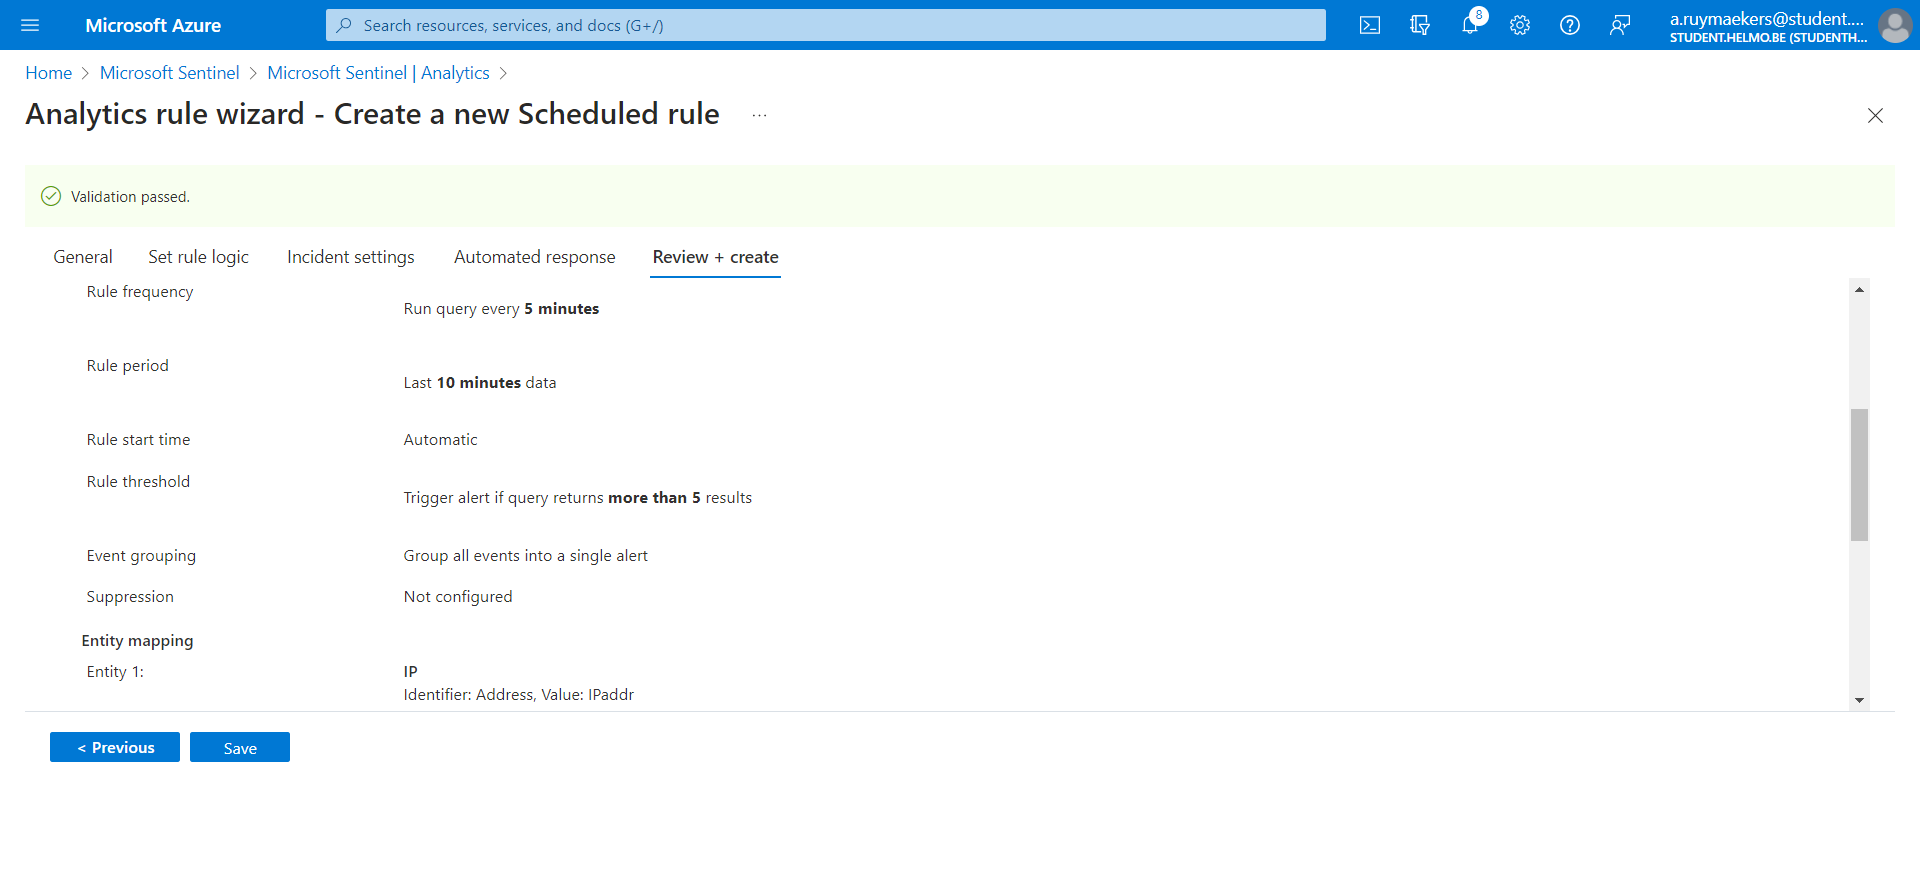 Microsoft Azure
Search resources, services, and docs (G+/)
8
a.ruymaekers@student....
STUDENT.HELMO.BE (STUDENTH...
Home > Microsoft Sentinel > Microsoft Sentinel | Analytics >
Analytics rule wizard - Create a new Scheduled rule ...
Validation passed.
General Set rule logic Incident settings Automated response Review + create
Rule frequency
Run query every 5 minutes
Rule period
Last 10 minutes data
Rule start time Automatic
Rule threshold
Trigger alert if query returns more than 5 results
Event grouping Group all events into a single alert
Suppression Not configured
Entity mapping
Entity 1: IP
Identifier: Address, Value: IPaddr
< Previous Save